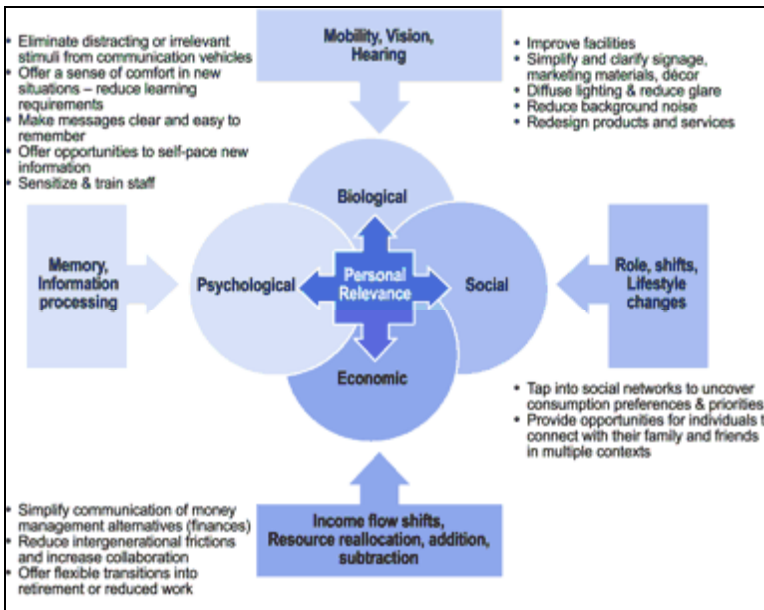 • Eliminate distracting or irrelevant
stimuli from communication vehicles
• Offer a sense of comfort in new
situations – reduce learning
requirements
• Make messages clear and easy to
remember
• Offer opportunities to self-pace new
information
• Sensitize & train staff
Mobility, Vision,
Hearing
• Improve facilities
• Simplify and clarify signage,
marketing materials, décor
• Diffuse lighting & reduce glare
• Reduce background noise
• Redesign products and services
Biological
Memory,
Information
processing
Psychological
Personal
Relevance
Social
Role, shifts,
Lifestyle
changes
Economic
• Tap into social networks to uncover
consumption preferences & priorities
• Provide opportunities for individuals t
connect with their family and friends
in multiple contexts
• Simplify communication of money
management alternatives (finances)
• Reduce intergenerational frictions
and increase collaboration
• Offer flexible transitions into
retirement or reduced work
Income flow shifts,
Resource reallocation, addition,
subtraction